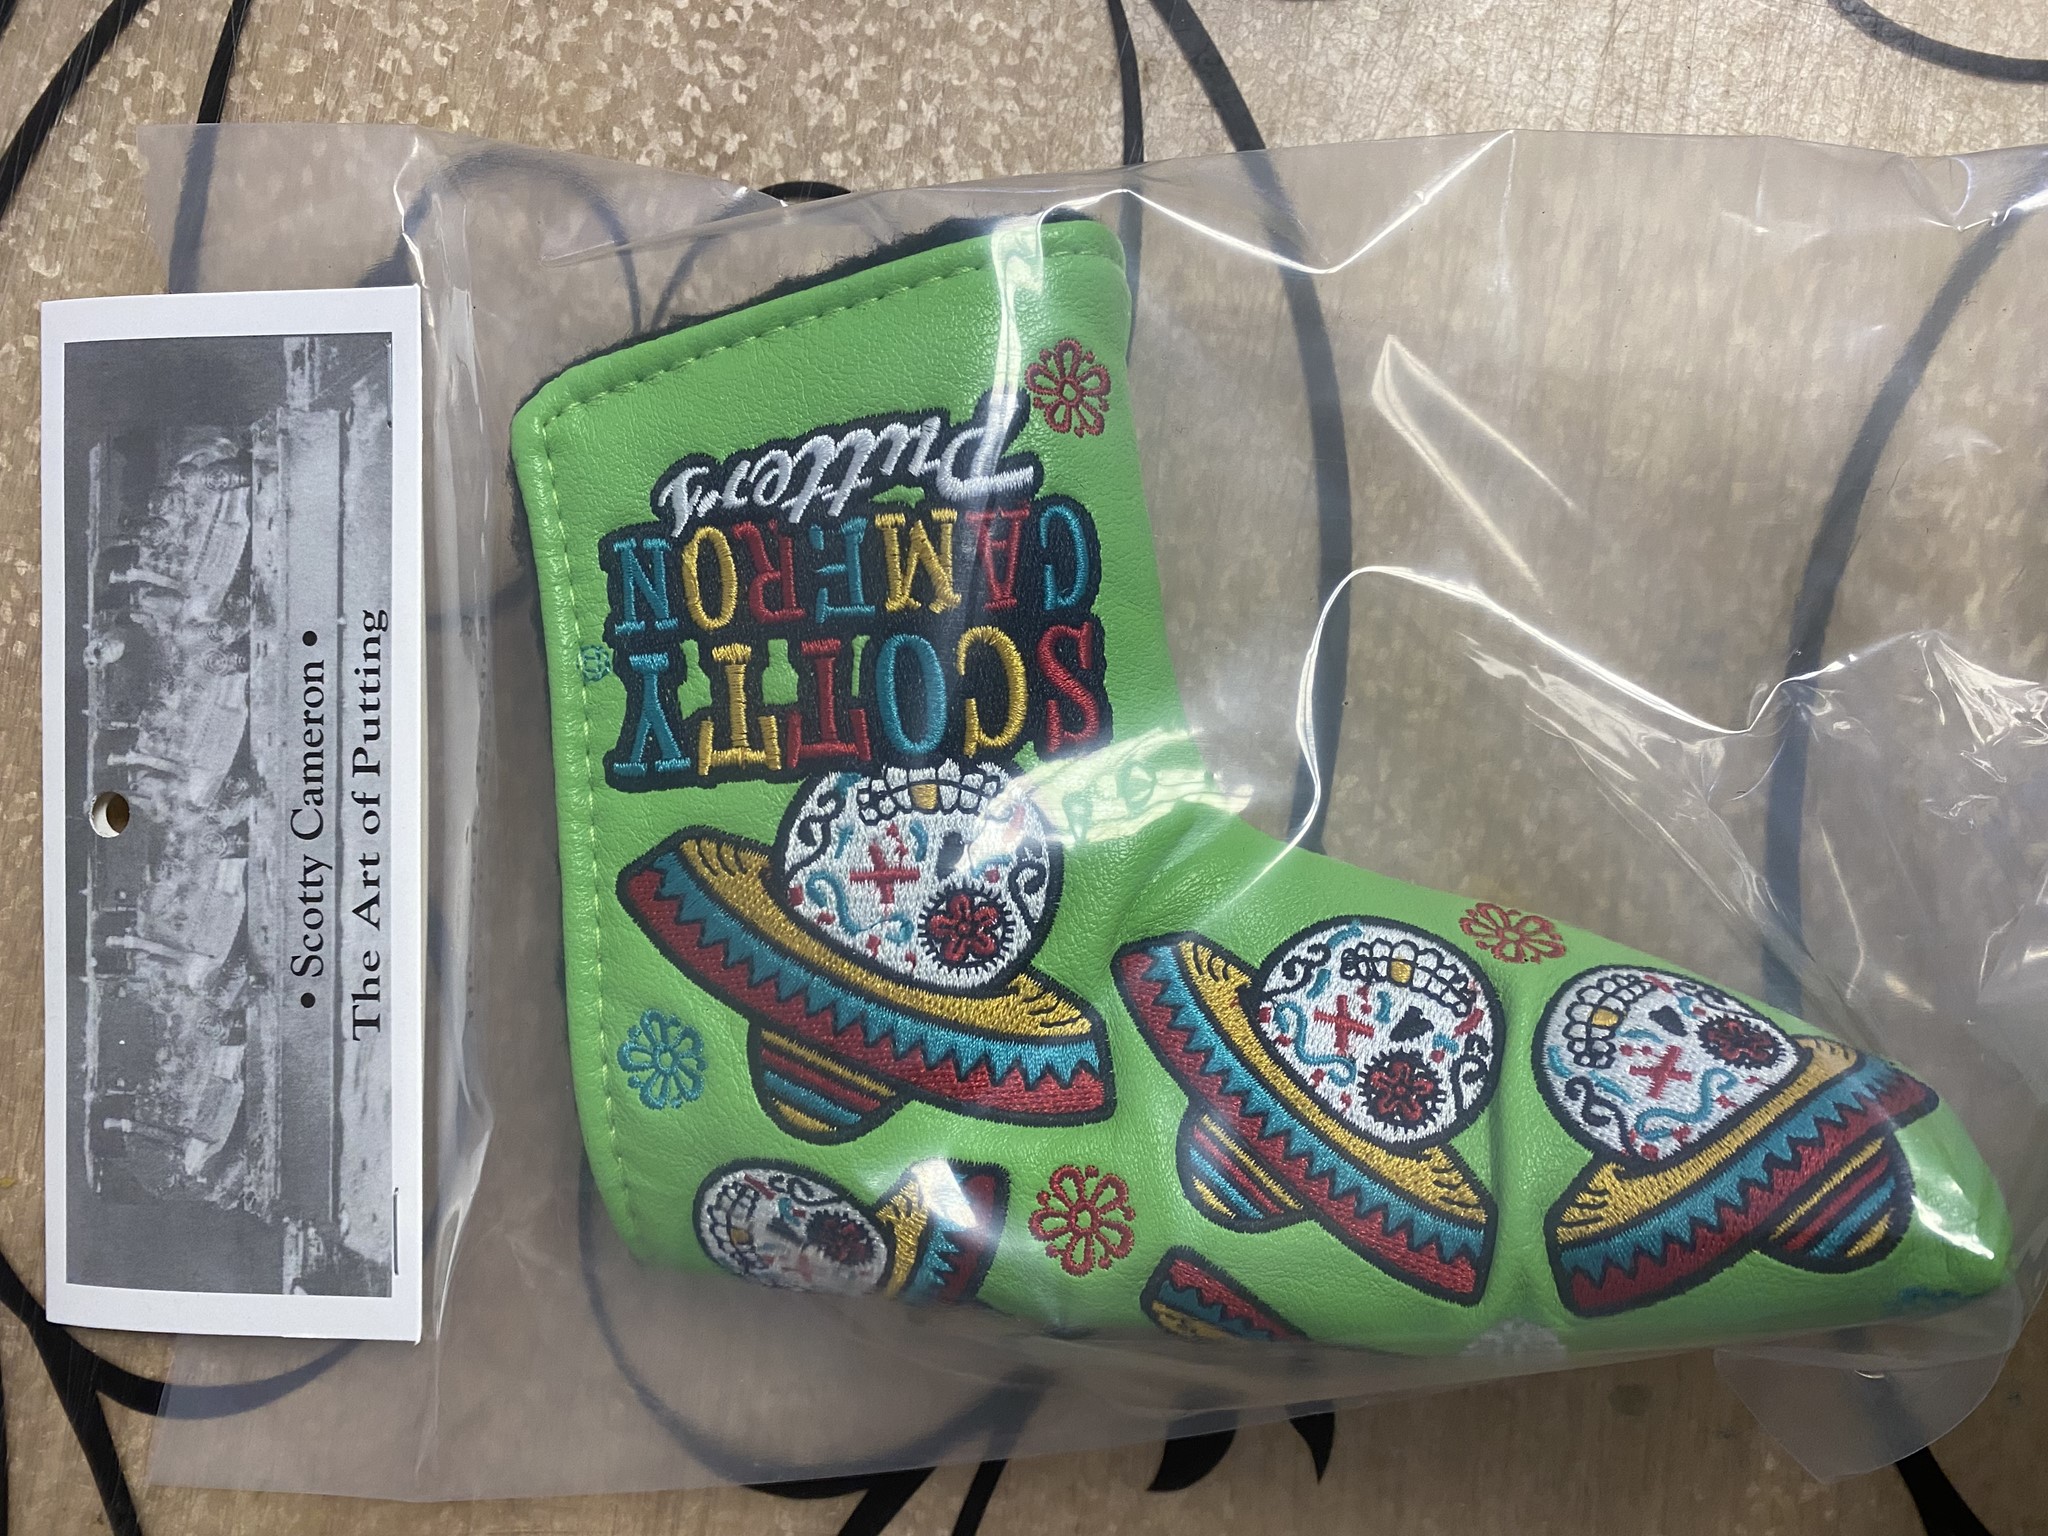 • Scotty Cameron •
The Art of Putting
SCOTTY
CAMERON
Putters